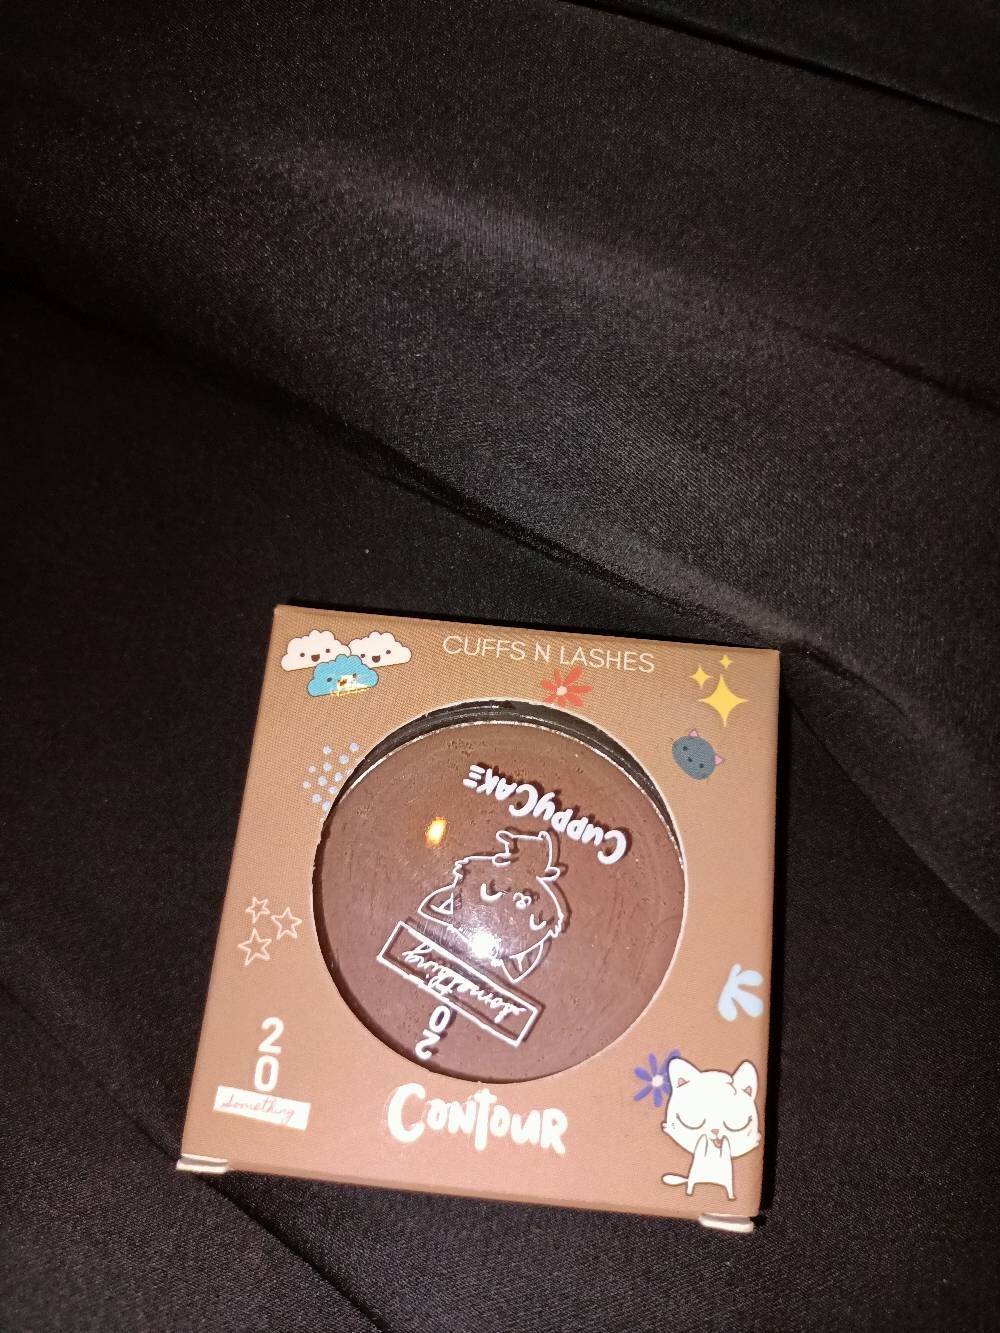 CUFFS N LASHES
CUPPYCAKE
something
20
20
something
CONTOUR